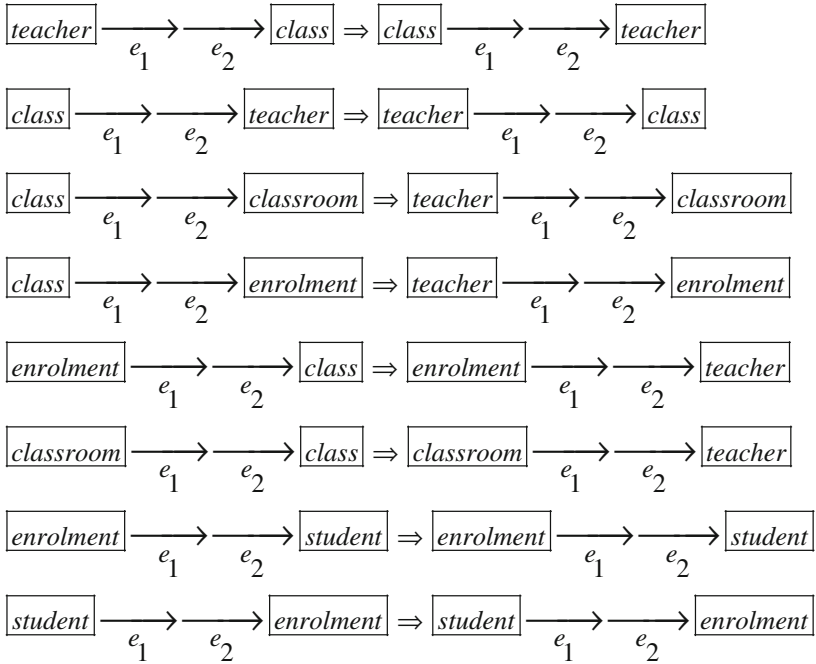 teacher e1 e2 class ⇒ class e1 e2 teacher
class e1 e2 teacher ⇒ teacher e1 e2 class
class e1 e2 classroom ⇒ teacher e1 e2 classroom
class e1 e2 enrolment ⇒ teacher e1 e2 enrolment
enrolment e1 e2 class ⇒ enrolment e1 e2 teacher
classroom e1 e2 class ⇒ classroom e1 e2 teacher
enrolment e1 e2 student ⇒ enrolment e1 e2 student
student e1 e2 enrolment ⇒ student e1 e2 enrolment